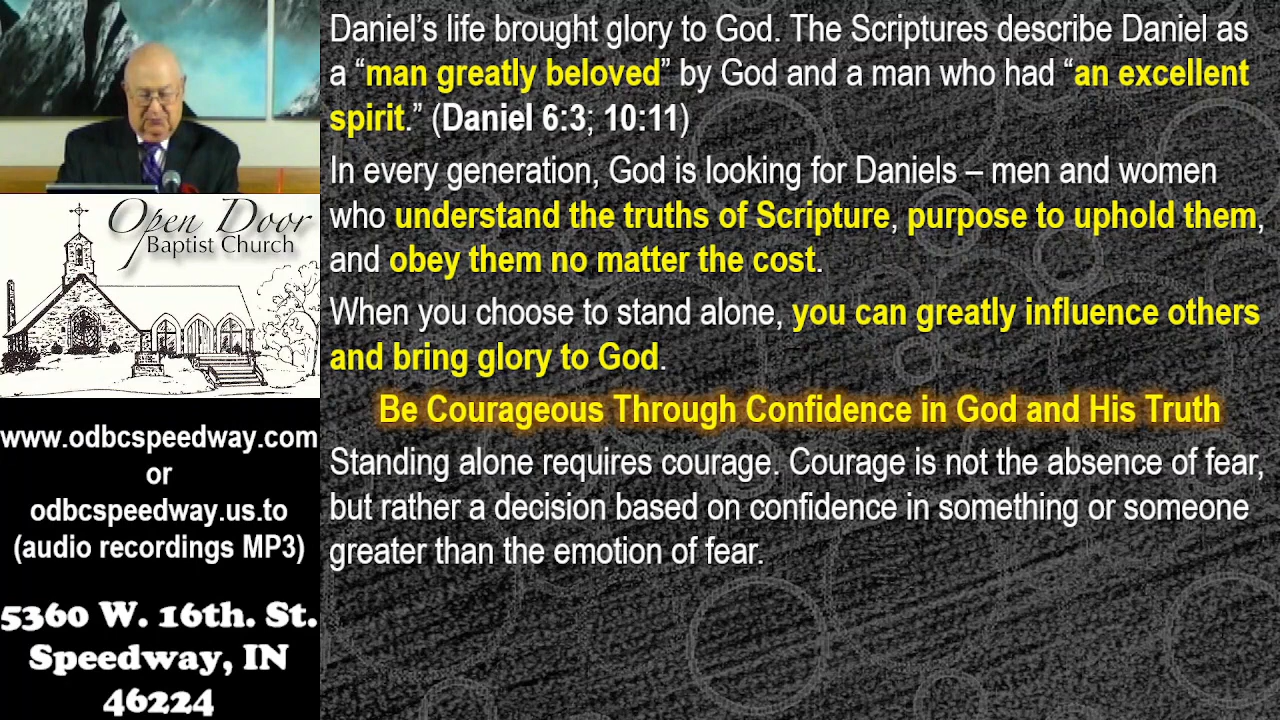 Daniel’s life brought glory to God. The Scriptures describe Daniel as
a “man greatly beloved” by God and a man who had “an excellent
spirit.” (Daniel 6:3; 10:11)
In every generation, God is looking for Daniels – men and women
who understand the truths of Scripture, purpose to uphold them,
and obey them no matter the cost.
When you choose to stand alone, you can greatly influence others
and bring glory to God.
Be Courageous Through Confidence in God and His Truth
Standing alone requires courage. Courage is not the absence of fear,
but rather a decision based on confidence in something or someone
greater than the emotion of fear.
Open Door
Baptist Church
www.odbcspeedway.com
or
odbcspeedway.us.to
(audio recordings MP3)
5360 W. 16th. St.
Speedway, IN
46224